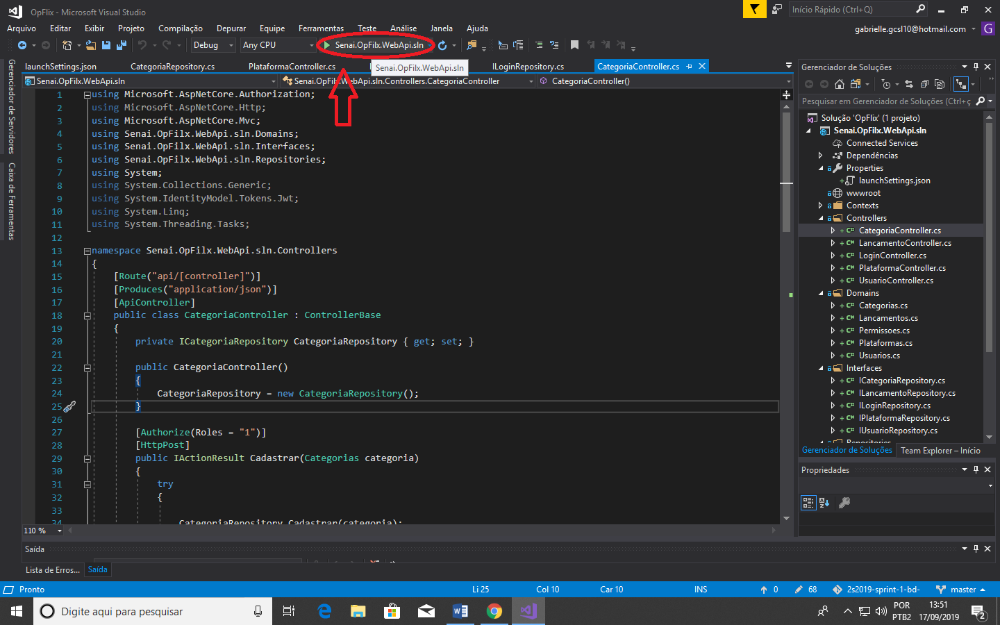 OpFlix - Microsoft Visual Studio
Início Rápido (Ctrl+Q)
Arquivo Editar Exibir Projeto Compilação Depurar Equipe Ferramentas Teste Análise Janela Ajuda
gabrielle.gcsl10@hotmail.com G
Debug Any CPU Senai.OpFilx.WebApi.sln
launchSettings.json CategoriaRepository.cs PlataformaController.cs ILoginRepository.cs CategoriaController.cs
Senai.OpFilx.WebApi.sln
Senai.OpFilx.WebApi.sln Senai.OpFilx.WebApi.sln.Controllers.CategoriaController CategoriaController()
1 using Microsoft.AspNetCore.Authorization;
2 using Microsoft.AspNetCore.Http;
3 using Microsoft.AspNetCore.Mvc;
4 using Senai.OpFilx.WebApi.sln.Domains;
5 using Senai.OpFilx.WebApi.sln.Interfaces;
6 using Senai.OpFilx.WebApi.sln.Repositories;
7 using System;
8 using System.Collections.Generic;
9 using System.IdentityModel.Tokens.Jwt;
10 using System.Linq;
11 using System.Threading.Tasks;
12
13 namespace Senai.OpFilx.WebApi.sln.Controllers
14 {
15 [Route("api/[controller]")]
16 [Produces("application/json")]
17 [ApiController]
18 public class CategoriaController : ControllerBase
19 {
20 private ICategoriaRepository CategoriaRepository { get; set; }
21
22 public CategoriaController()
23 {
24 CategoriaRepository = new CategoriaRepository();
25 }
26
27 [Authorize(Roles = "1")]
28 [HttpPost]
29 public IActionResult Cadastrar(Categorias categoria)
30 {
31 try
32 {
33
34 CategoriaRepository.Cadastrar(categoria);
110 %
Gerenciador de Servidores
Caixa de Ferramentas
Gerenciador de Soluções
Pesquisar em Gerenciador de Soluções (Ctrl+ç
Solução 'OpFlix' (1 projeto)
Senai.OpFilx.WebApi.sln
Connected Services
Dependências
Properties
launchSettings.json
wwwroot
Contexts
Controllers
CategoriaController.cs
LancamentoController.cs
LoginController.cs
PlataformaController.cs
UsuarioController.cs
Domains
Categorias.cs
Lancamentos.cs
Permissoes.cs
Plataformas.cs
Usuarios.cs
Interfaces
ICategoriaRepository.cs
ILancamentoRepository.cs
ILoginRepository.cs
IPlataformaRepository.cs
IUsuarioRepository.cs
Repositories
Gerenciador de Soluções Team Explorer – Início
Propriedades
Saída
Lista de Erros... Saída
Pronto Li 25 Col 10 Car 10 INS 0 68 2s2019-sprint-1-bd- master
Digite aqui para pesquisar
POR
PTB2
13:51
17/09/2019
2